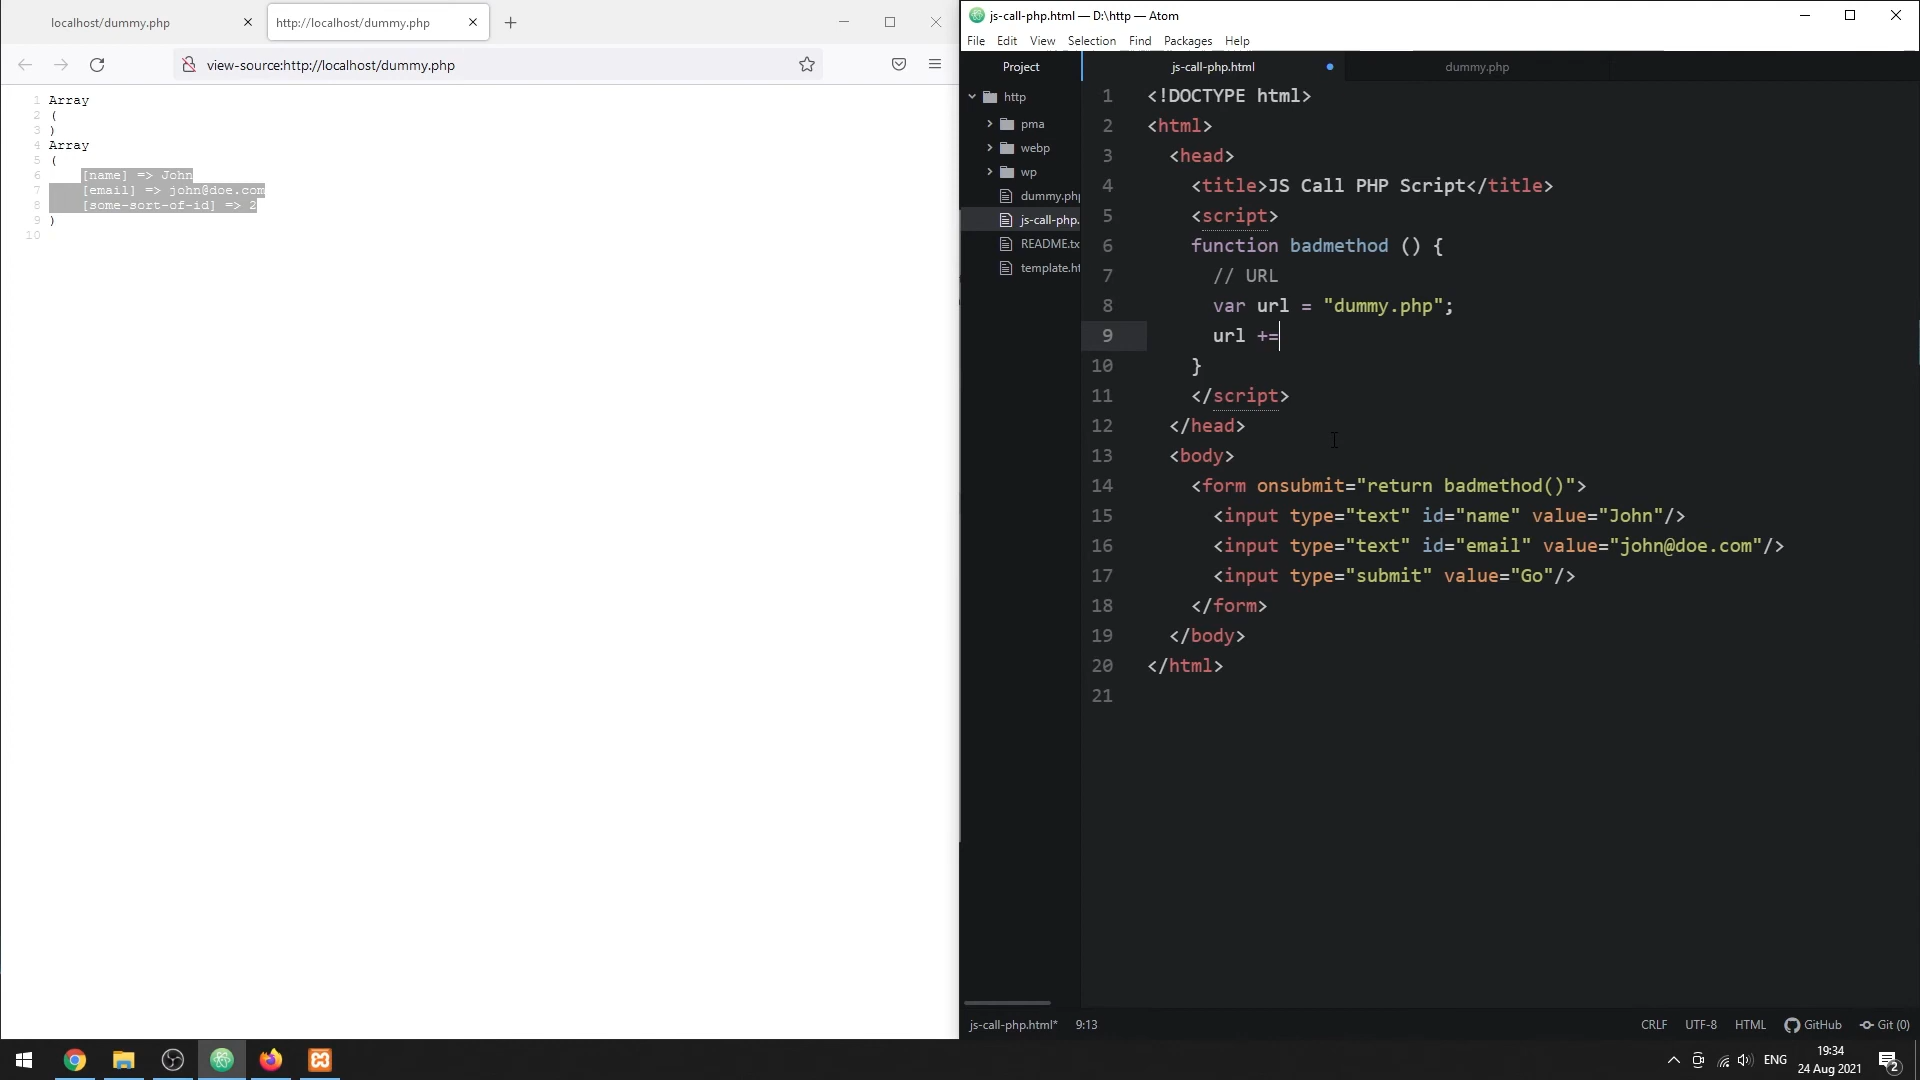 localhost/dummy.php
http://localhost/dummy.php
view-source:http://localhost/dummy.php
1 Array
2 (
3 )
4 Array
5 (
6 [name] => John
7 [email] => john@doe.com
8 [some-sort-of-id] => 2
9 )
10
js-call-php.html — D:\http — Atom
File Edit View Selection Find Packages Help
Project
http
pma
webp
wp
dummy.php
js-call-php.
README.tx
template.ht
js-call-php.html
dummy.php
1 <!DOCTYPE html>
2 <html>
3 <head>
4 <title>JS Call PHP Script</title>
5 <script>
6 function badmethod () {
7 // URL
8 var url = "dummy.php";
9 url +=
10 }
11 </script>
12 </head>
13 <body>
14 <form onsubmit="return badmethod()">
15 <input type="text" id="name" value="John"/>
16 <input type="text" id="email" value="john@doe.com"/>
17 <input type="submit" value="Go"/>
18 </form>
19 </body>
20 </html>
21
js-call-php.html* 9:13
CRLF UTF-8 HTML GitHub Git (0)
ENG
19:34
24 Aug 2021
2